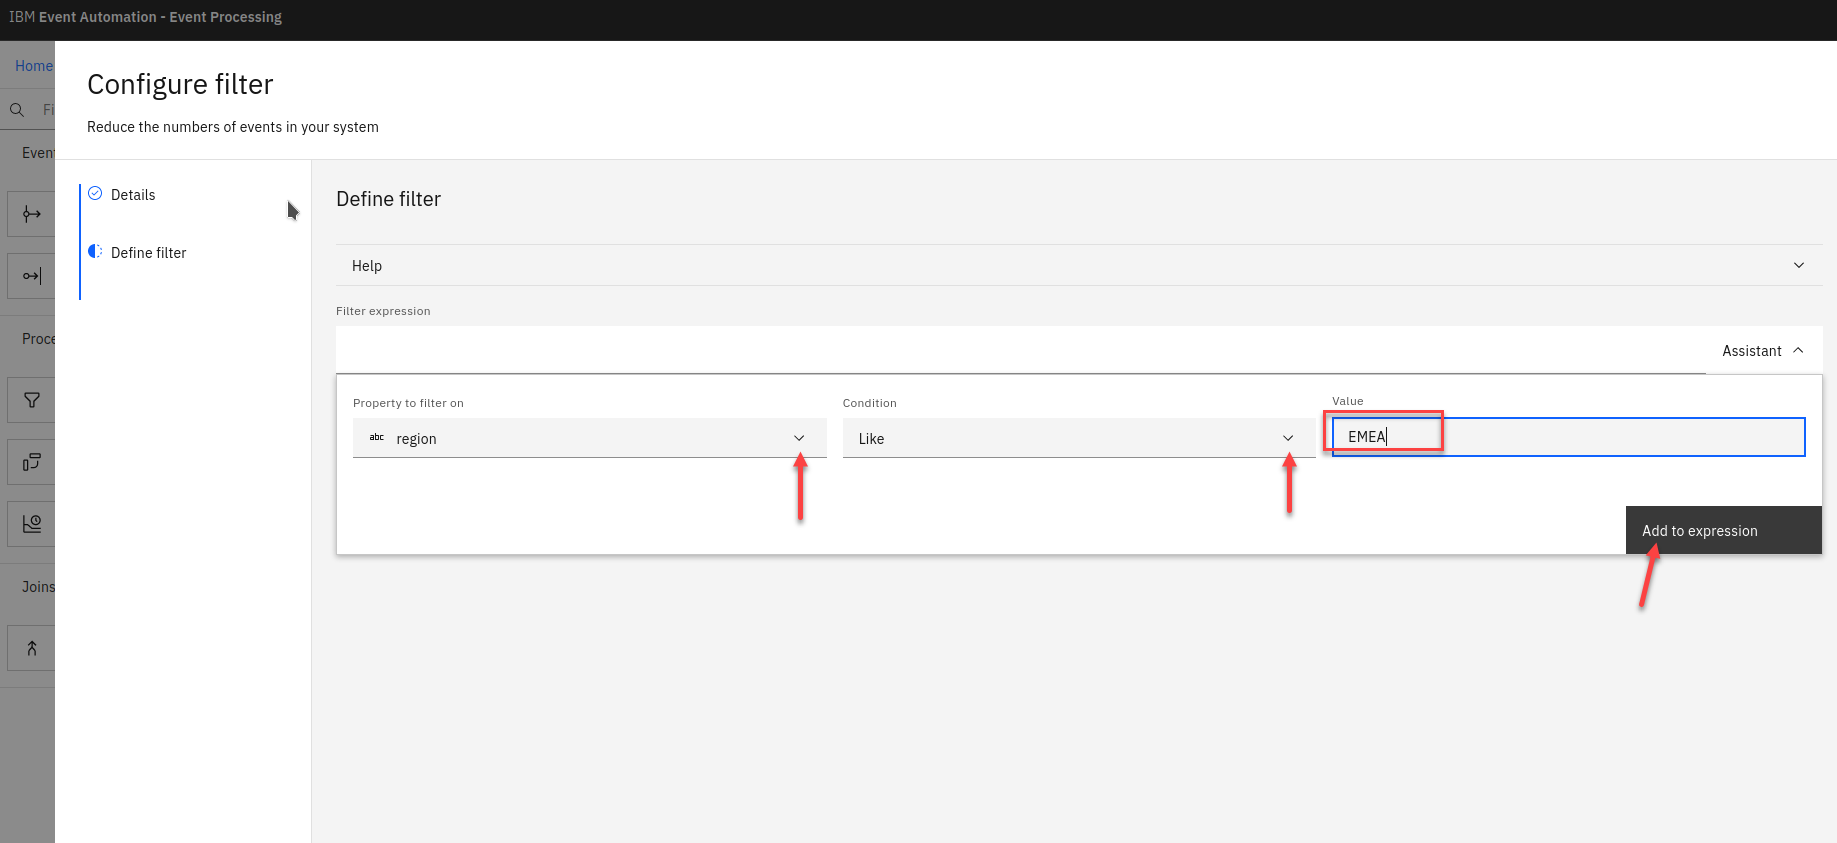 IBM Event Automation - Event Processing
Home
Fi
Event
Proce
Joins
Configure filter
Reduce the numbers of events in your system
Details
Define filter
Define filter
Help
Filter expression
Assistant
Property to filter on
Condition
Value
abc region
Like
EMEA
Add to expression